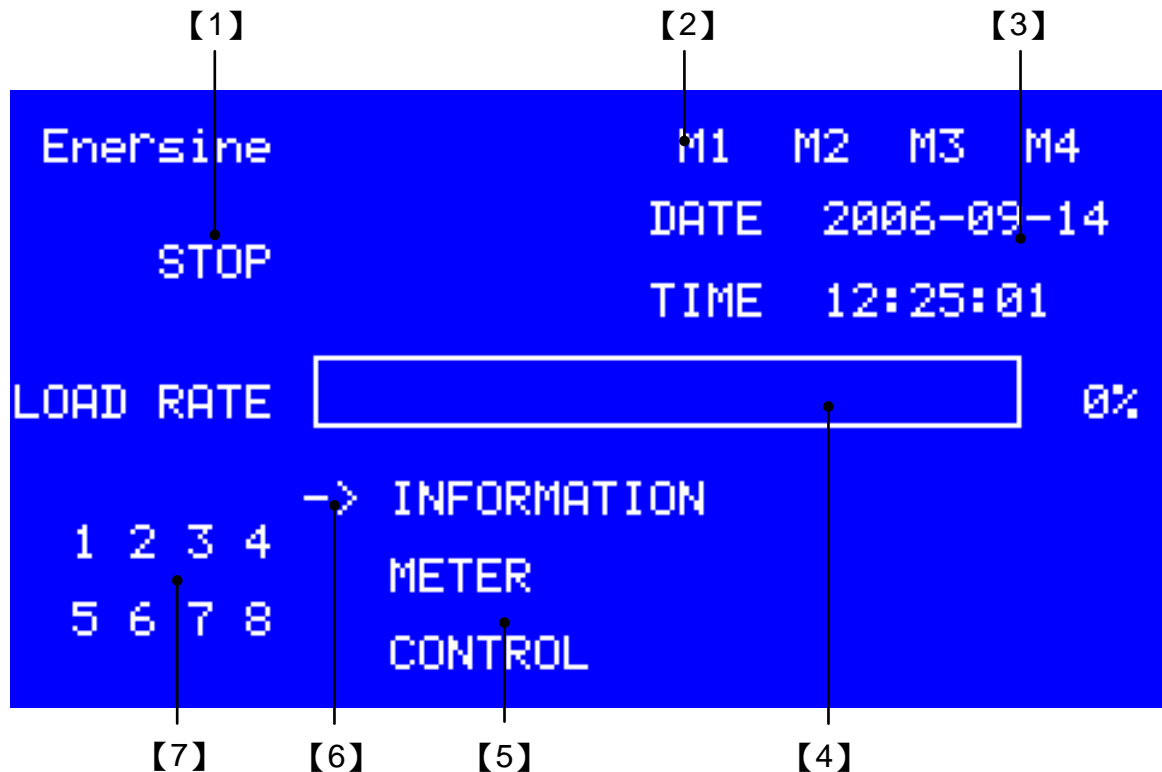 【1】 【2】 【3】
Enersine M1 M2 M3 M4
DATE 2006-09-14
STOP
TIME 12:25:01
LOAD RATE 0%
-> INFORMATION
1 2 3 4
METER
5 6 7 8
CONTROL
【7】 【6】 【5】 【4】